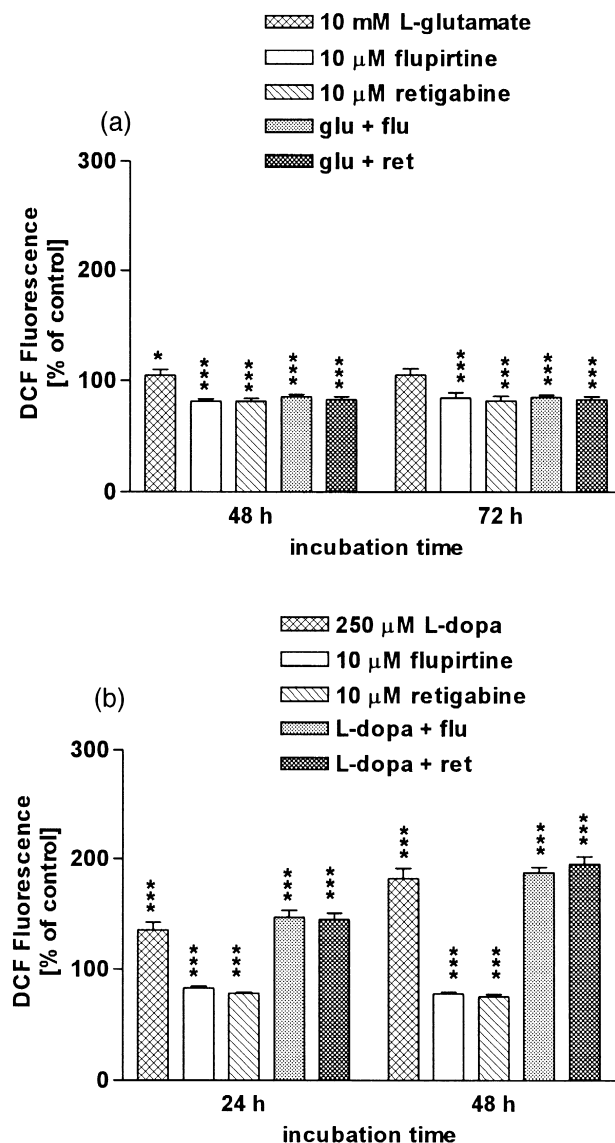 10 mM L-glutamate
10 μM flupirtine
10 μM retigabine
glu + flu
glu + ret
(a)
300
200
100
0
DCF Fluorescence
[% of control]
* *** *** *** ***
*** *** *** ***
48 h 72 h
incubation time
250 μM L-dopa
10 μM flupirtine
10 μM retigabine
L-dopa + flu
L-dopa + ret
(b)
300
200
100
0
DCF Fluorescence
[% of control]
*** *** *** *** ***
*** *** *** *** ***
24 h 48 h
incubation time